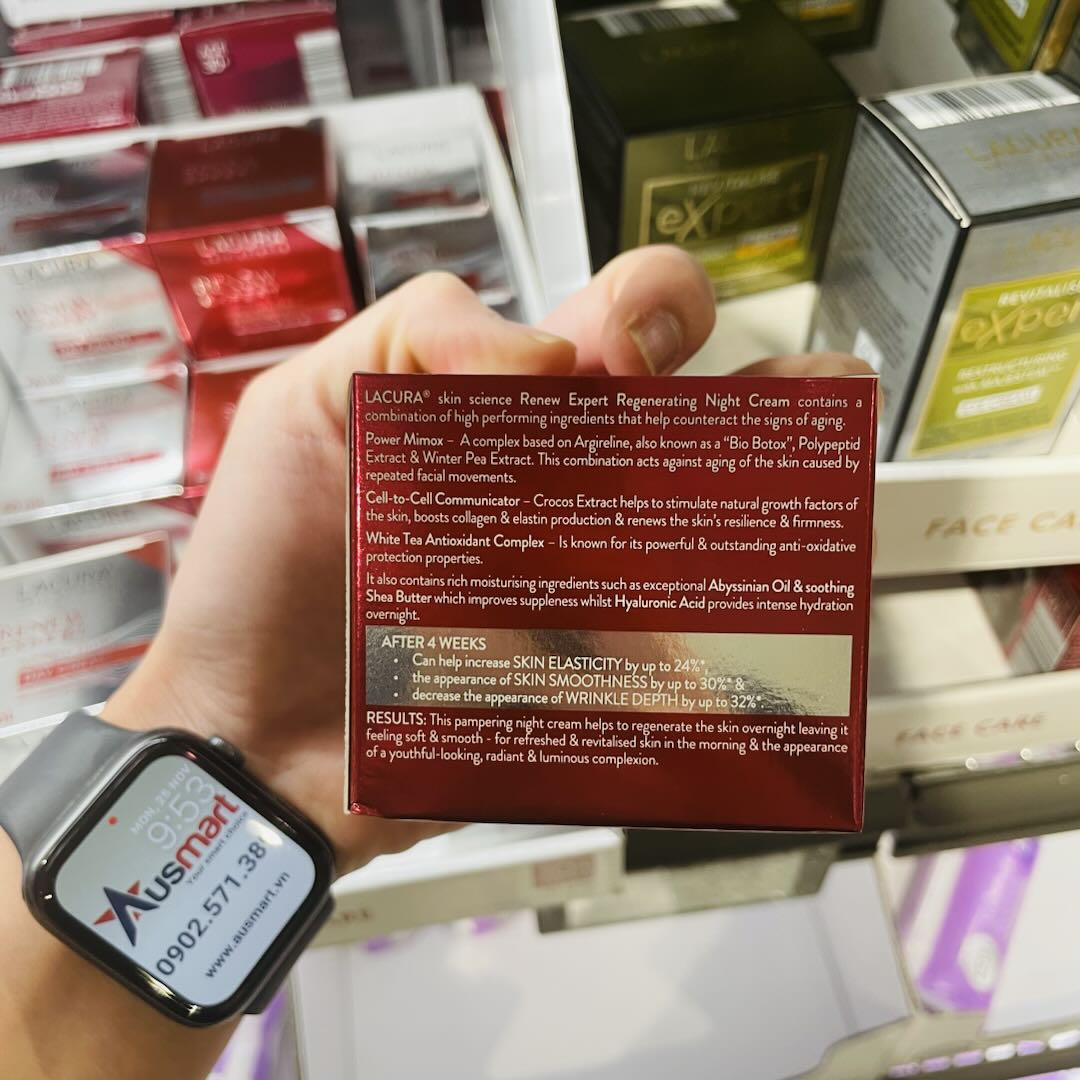 LACURA® skin science Renew Expert Regenerating Night Cream contains a
combination of high performing ingredients that help counteract the signs of aging.
Power Mimox – A complex based on Argireline, also known as a “Bio Botox”, Polypeptid
Extract & Winter Pea Extract. This combination acts against aging of the skin caused by
repeated facial movements.
Cell-to-Cell Communicator – Crocos Extract helps to stimulate natural growth factors of
the skin, boosts collagen & elastin production & renews the skin's resilience & firmness.
White Tea Antioxidant Complex – Is known for its powerful & outstanding anti-oxidative
protection properties.
It also contains rich moisturising ingredients such as exceptional Abyssinian Oil & soothing
Shea Butter which improves suppleness whilst Hyaluronic Acid provides intense hydration
overnight.
AFTER 4 WEEKS
• Can help increase SKIN ELASTICITY by up to 24%*,
• the appearance of SKIN SMOOTHNESS by up to 30%* &
• decrease the appearance of WRINKLE DEPTH by up to 32%*.
RESULTS: This pampering night cream helps to regenerate the skin overnight leaving it
feeling soft & smooth - for refreshed & revitalised skin in the morning & the appearance
of a youthful-looking, radiant & luminous complexion.
MON, 28 NOV
9:53
Ausmart
Your smart choice
0902.571.38
www.ausmart.vn
LACURA
REVITALISE
eXpert
LACURA
REVITALISE
eXpert
RESTRUCTURING
LACURA
LACURA
LACURA
FACE CA
FACE CARE